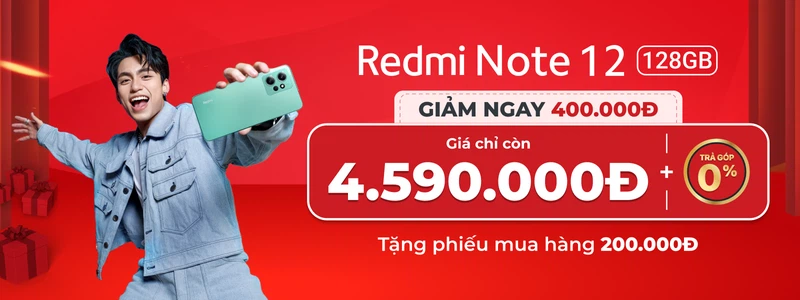 Redmi Note 12 128GB
GIẢM NGAY 400.000Đ
Giá chỉ còn
4.590.000Đ
+
TRẢ GÓP
0%
Tặng phiếu mua hàng 200.000Đ